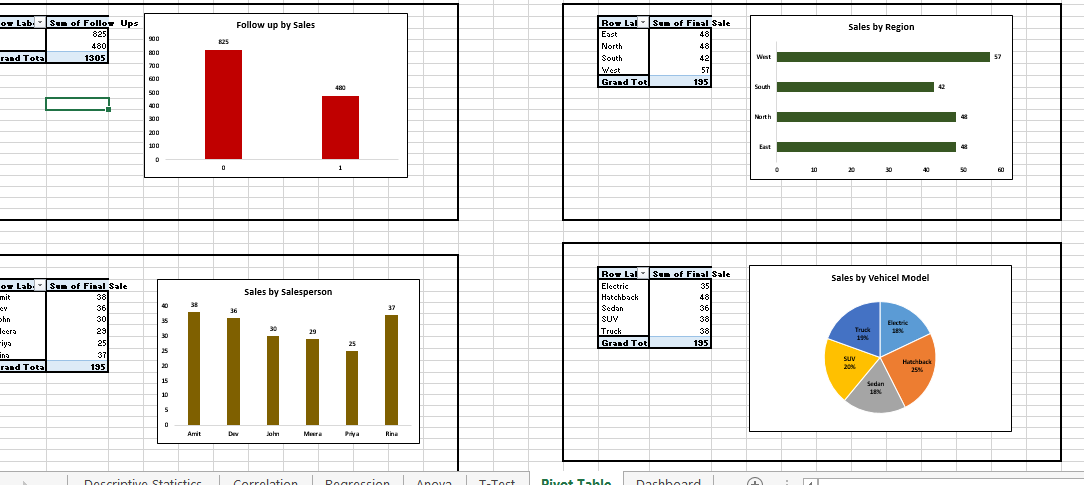 ow Lab Sum of Follow Ups
825
480
rand Tota 1305
Follow up by Sales
900
800
700
600
500
400
300
200
100
0
825
480
0 1
Row Lal Sum of Final Sale
East 48
North 48
South 42
West 57
Grand Tot 195
Sales by Region
West 57
South 42
North 48
East 48
0 10 20 30 40 50 60
ow Lab Sum of Final Sale
mit 38
ev 36
ohn 30
leera 29
riya 25
ina 37
rand Tota 195
Sales by Salesperson
40
35
30
25
20
15
10
5
0
38 36 30 29 25 37
Amit Dev John Meera Priya Rina
Row Lal Sum of Final Sale
Electric 35
Hatchback 48
Sedan 36
SUV 38
Truck 38
Grand Tot 195
Sales by Vehicel Model
Electric
18%
Hatchback
25%
Sedan
18%
SUV
20%
Truck
19%
Descriptive Statistics Correlation Regression Anova T-Test Pivot Table Dashboard